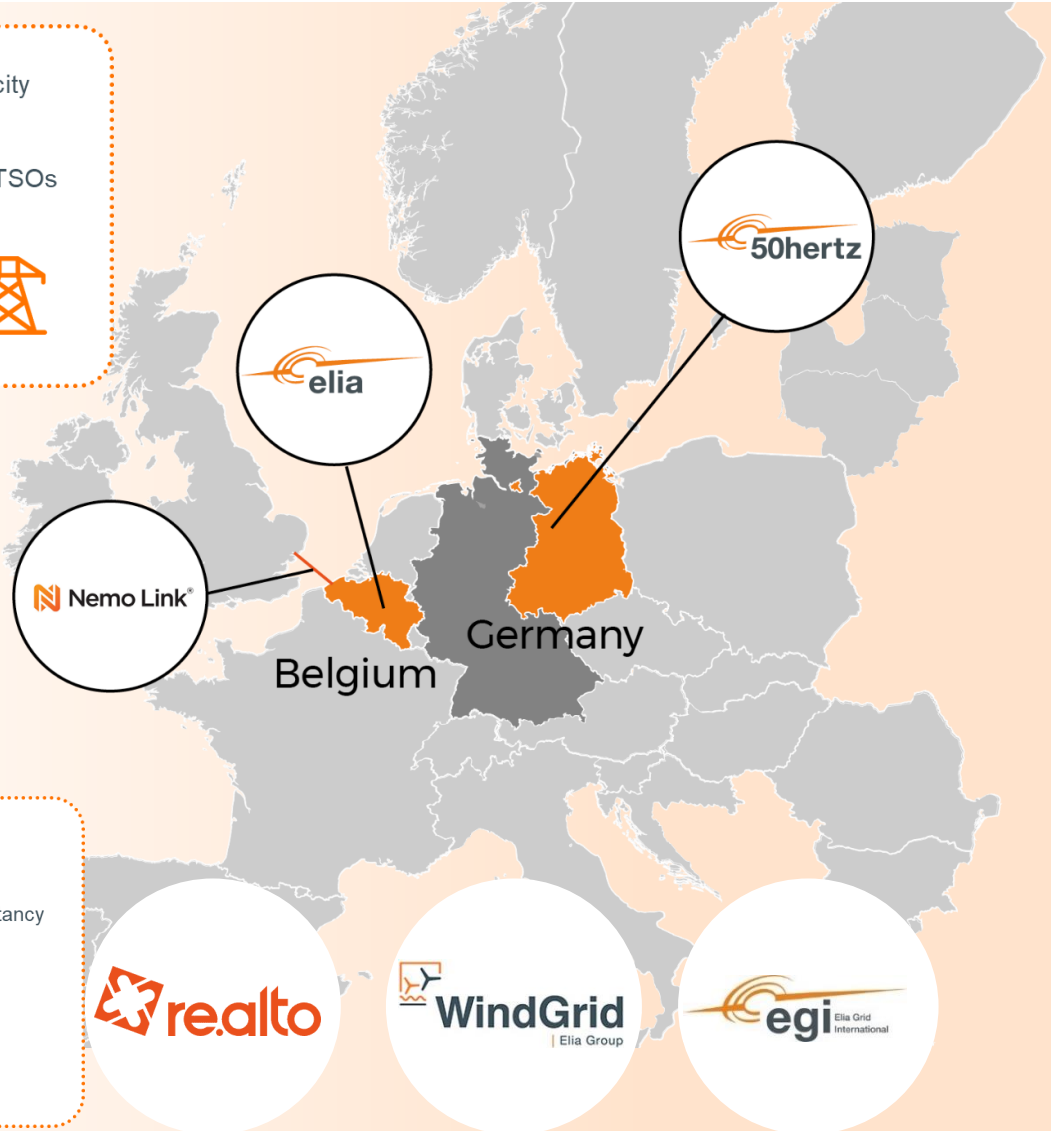 city
TSOs
50hertz
elia
Nemo Link®
Germany
Belgium
tancy
re.alto
WindGrid
| Elia Group
egi
Elia Grid
International